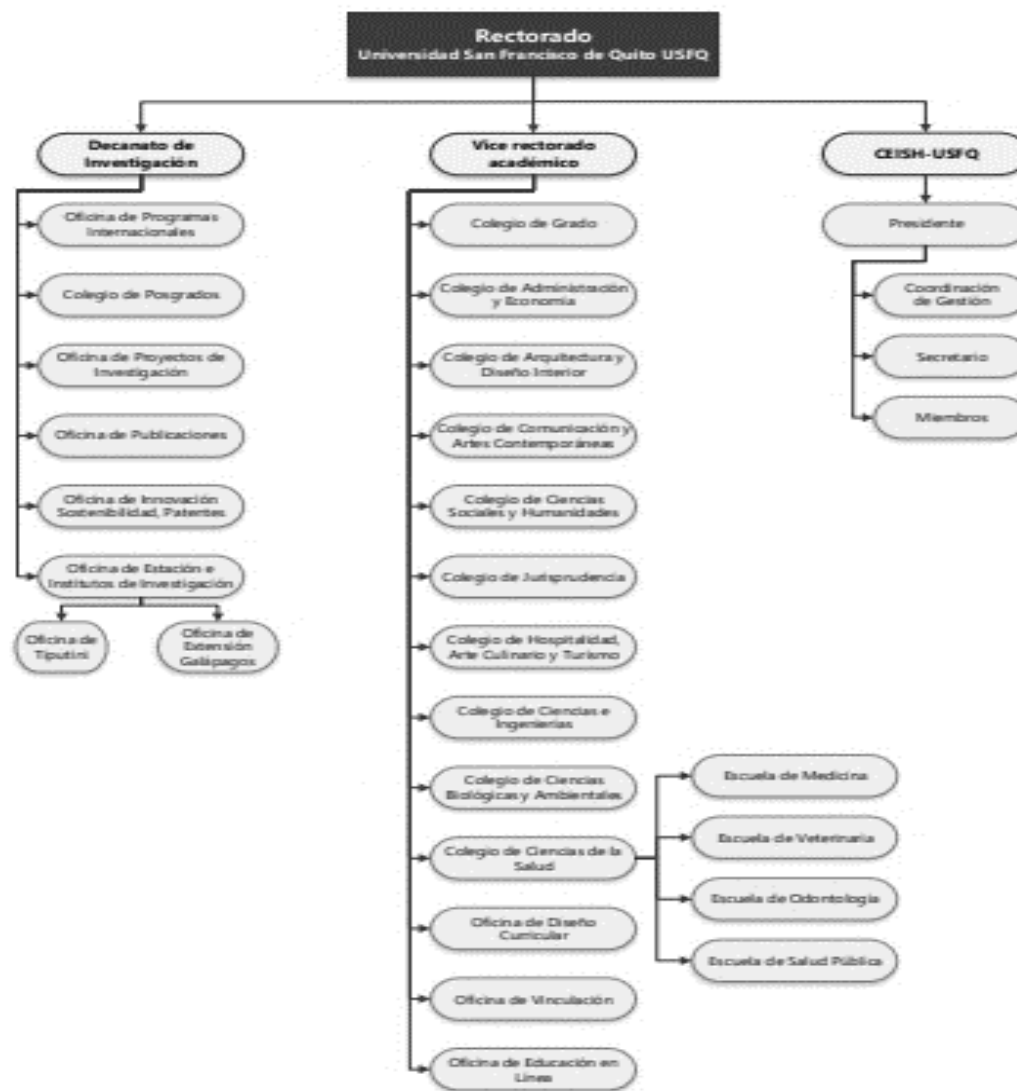 Rectorado
Universidad San Francisco de Quito USFQ
Decanato de
Investigación
Oficina de Programas
Internacionales
Colegio de Posgrados
Oficina de Proyectos de
Investigación
Oficina de Publicaciones
Oficina de Innovación
Sostenibilidad, Patentes
Oficina de Estación e
Institutos de Investigación
Oficina de
Tiputini
Oficina de
Extensión
Galápagos
Vice rectorado
académico
Colegio de Grado
Colegio de Administración
y Economía
Colegio de Arquitectura y
Diseño Interior
Colegio de Comunicación y
Artes Contemporáneas
Colegio de Ciencias
Sociales y Humanidades
Colegio de Jurisprudencia
Colegio de Hospitalidad,
Arte Culinario y Turismo
Colegio de Ciencias e
Ingenierías
Colegio de Ciencias
Biológicas y Ambientales
Colegio de Ciencias de la
Salud
Escuela de Medicina
Escuela de Veterinaria
Escuela de Odontología
Escuela de Salud Pública
Oficina de Diseño
Curricular
Oficina de Vinculación
Oficina de Educación en
Línea
CEISH-USFQ
Presidente
Coordinación
de Gestión
Secretario
Miembros